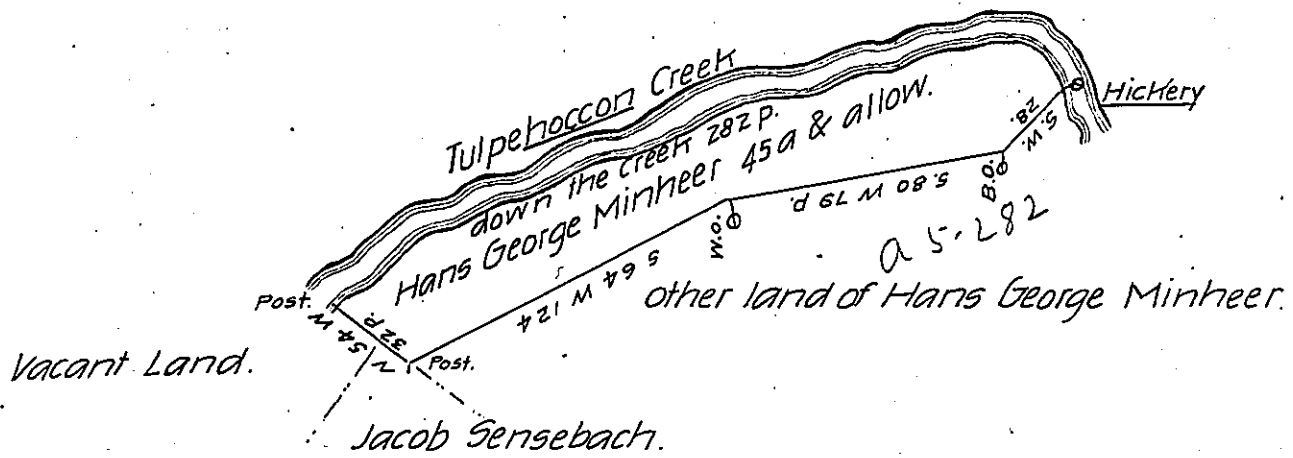 Tulpehoccon Creek
Hickery
down the creek 282 p.
Hans George Minheer 45a & allow.
S. W. 28.
B.O.
S. 80 W 79 p.
W.O.
a 5-282
S 64 W 124
other land of Hans George Minheer.
Post.
N 54 W
32 p.
Post.
Vacant Land.
Jacob Sensebach.